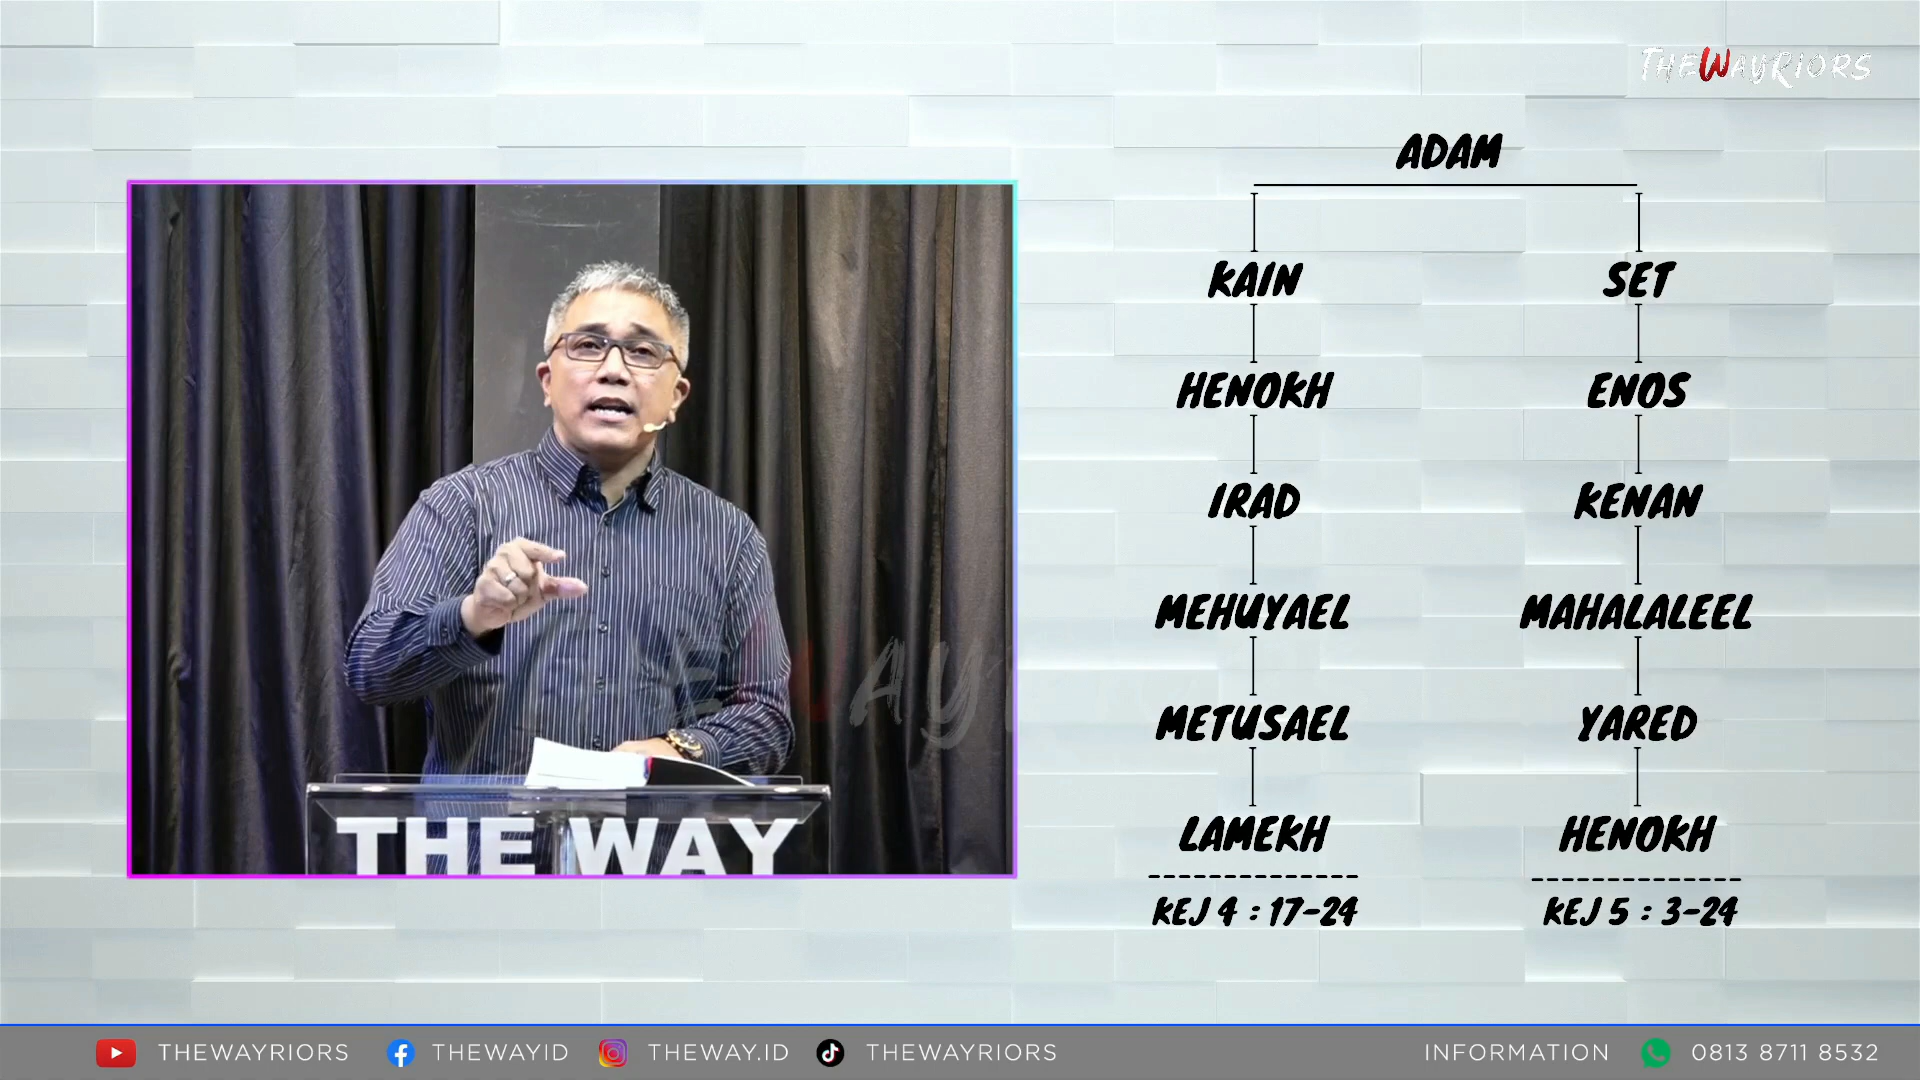 THEWAYRIORS
ADAM
KAIN SET
HENOKH ENOS
IRAD KENAN
MEHUYAEL MAHALALEEL
METUSAEL YARED
LAMEKH HENOKH
KEJ 4 : 17-24 KEJ 5 : 3-24
THE WAY
THEWAYRIORS THEWAYID THEWAY.ID THEWAYRIORS INFORMATION 0813 8711 8532